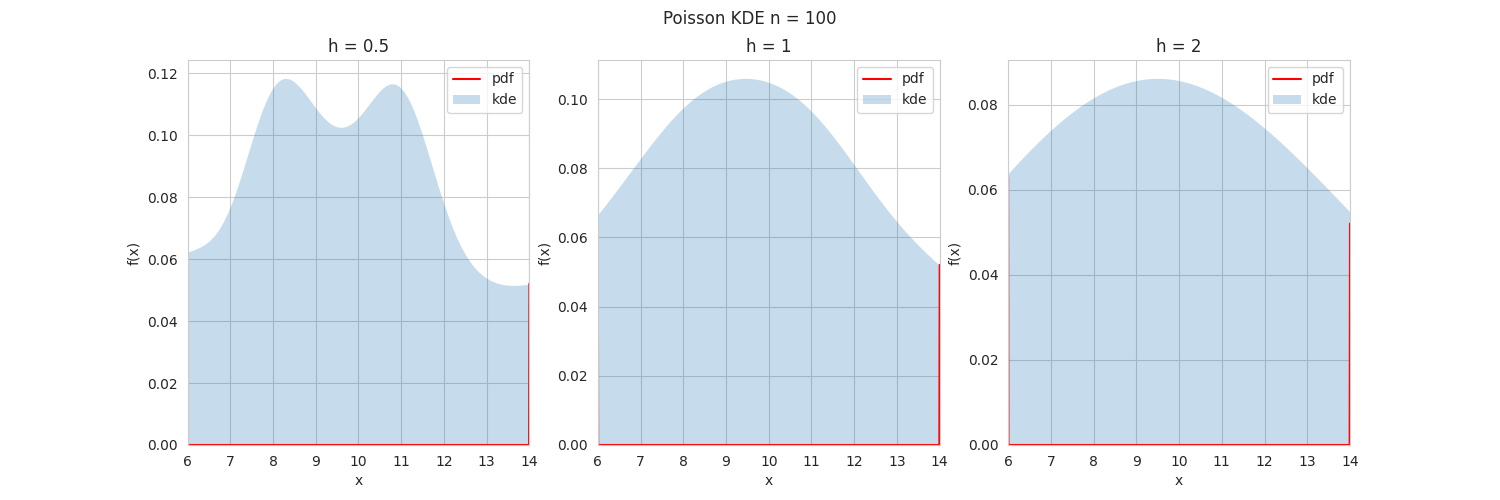 Poisson KDE n = 100
h = 0.5
0.12
0.10
0.08
0.06
0.04
0.02
0.00
f(x)
6 7 8 9 10 11 12 13 14
x
pdf
kde
h = 1
0.10
0.08
0.06
0.04
0.02
0.00
f(x)
6 7 8 9 10 11 12 13 14
x
pdf
kde
h = 2
0.08
0.06
0.04
0.02
0.00
f(x)
6 7 8 9 10 11 12 13 14
x
pdf
kde